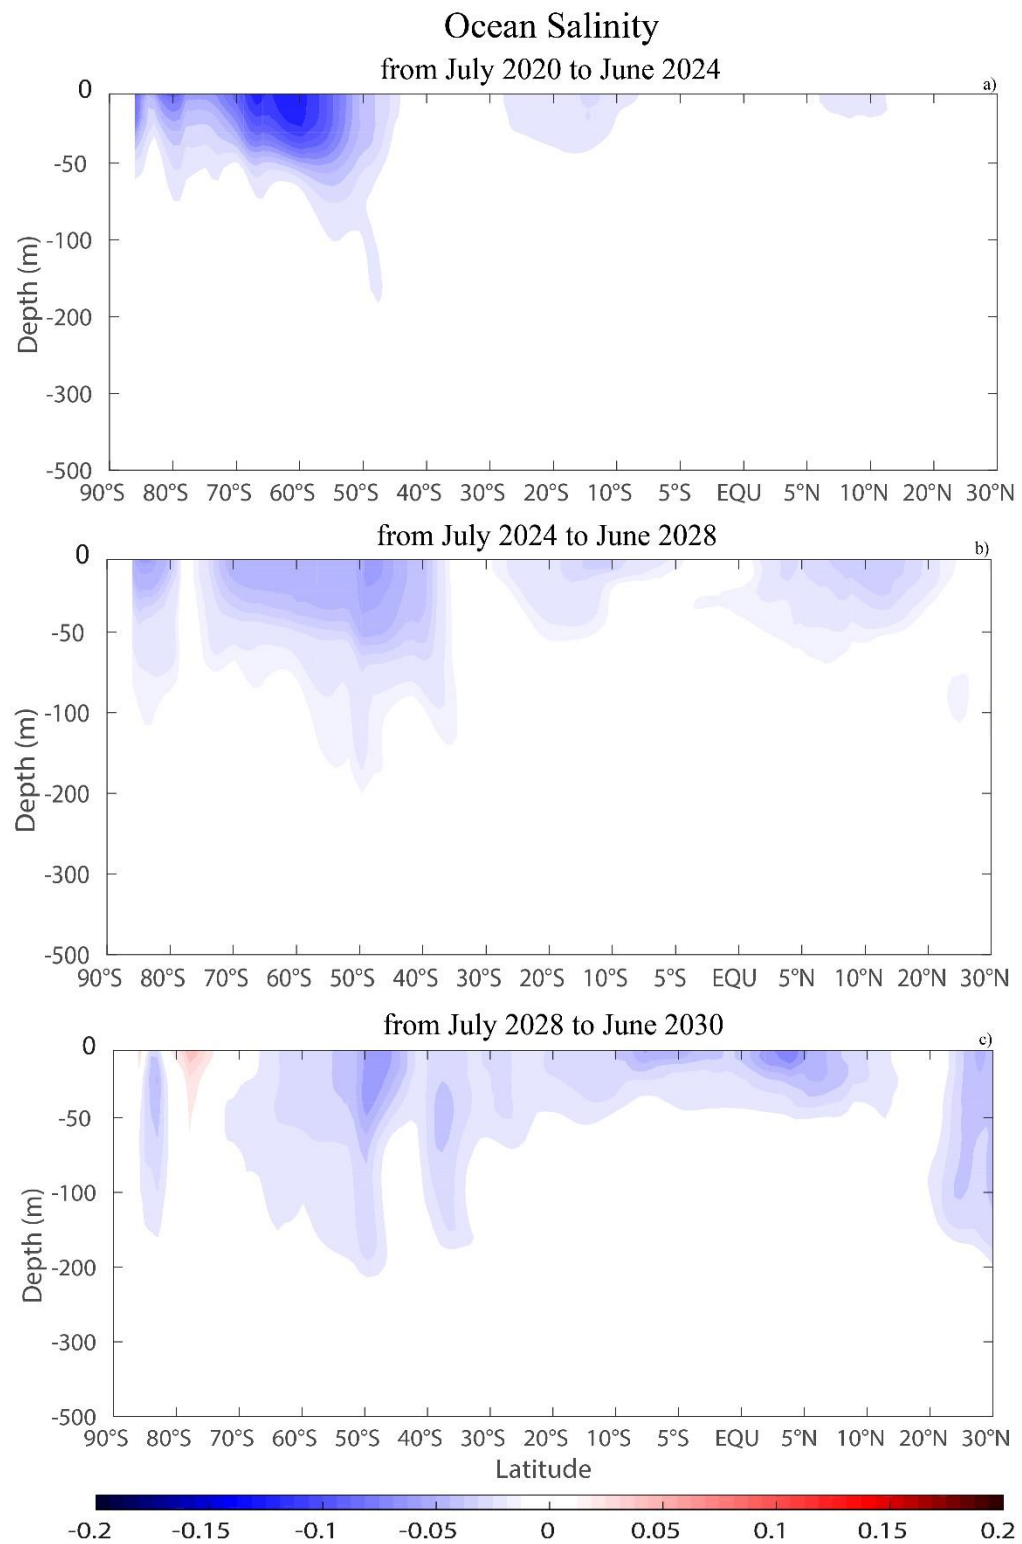 Ocean Salinity
from July 2020 to June 2024
a)
0
-50
-100
-200
-300
-500
Depth (m)
90°S 80°S 70°S 60°S 50°S 40°S 30°S 20°S 10°S 5°S EQU 5°N 10°N 20°N 30°N
from July 2024 to June 2028
b)
0
-50
-100
-200
-300
-500
Depth (m)
90°S 80°S 70°S 60°S 50°S 40°S 30°S 20°S 10°S 5°S EQU 5°N 10°N 20°N 30°N
from July 2028 to June 2030
c)
0
-50
-100
-200
-300
-500
Depth (m)
90°S 80°S 70°S 60°S 50°S 40°S 30°S 20°S 10°S 5°S EQU 5°N 10°N 20°N 30°N
Latitude
-0.2 -0.15 -0.1 -0.05 0 0.05 0.1 0.15 0.2